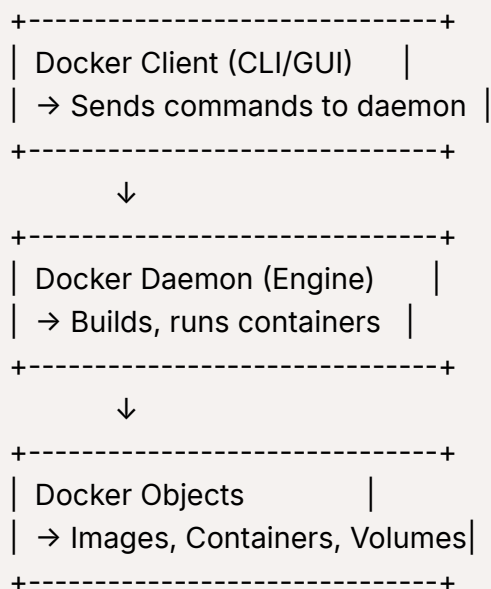 +-------------------------------+
| Docker Client (CLI/GUI)      |
| → Sends commands to daemon  |
+-------------------------------+
            ↓
+-------------------------------+
| Docker Daemon (Engine)       |
| → Builds, runs containers   |
+-------------------------------+
            ↓
+-------------------------------+
| Docker Objects               |
| → Images, Containers, Volumes|
+-------------------------------+